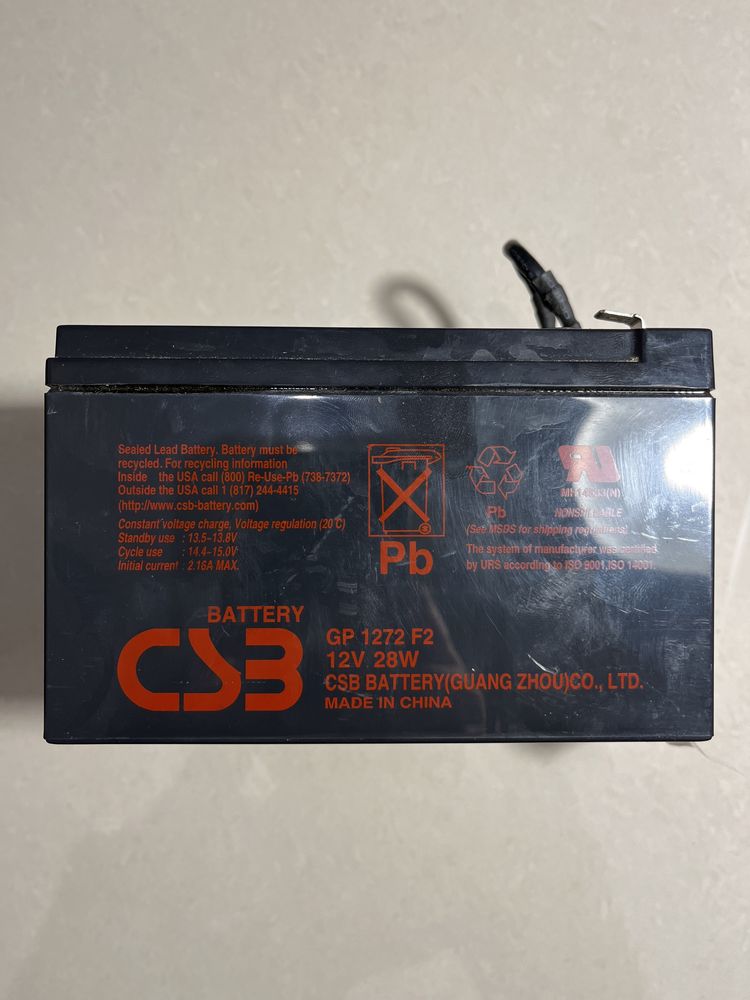 Sealed Lead Battery. Battery must be
recycled. For recycling information
Inside the USA call (800) Re-Use-Pb (738-7372)
Outside the USA call 1 (817) 244-4415
(http://www.csb-battery.com)
Constant voltage charge, Voltage regulation (20°C)
Standby use : 13.5~13.8V
Cycle use : 14.4~15.0V
Initial current : 2.16A MAX.
Pb
Pb
MH14533(N)
NONSPILLABLE
(See MSDS for shipping regulations)
The system of manufacturer was certified
by URS according to ISO 9001,ISO 14001.
BATTERY
CSB
GP 1272 F2
12V 28W
CSB BATTERY(GUANG ZHOU)CO., LTD.
MADE IN CHINA